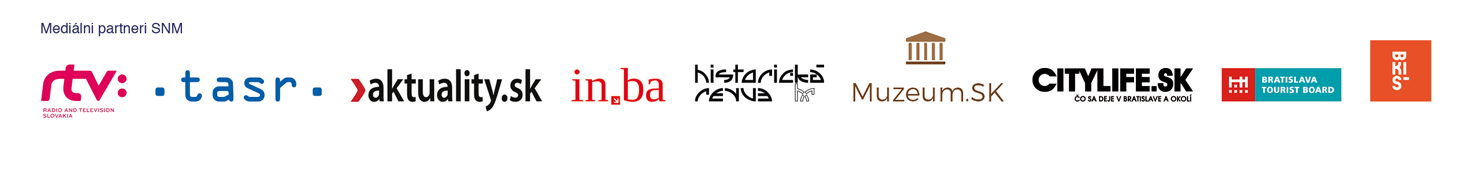 Mediálni partneri SNM
rtv:
RADIO AND TELEVISION
SLOVAKIA
.tasr.
aktuality.sk
in.ba
historická
revue
Muzeum.SK
CITYLIFE.SK
ČO SA DEJE V BRATISLAVE A OKOLÍ
BRATISLAVA
TOURIST BOARD
BKIS